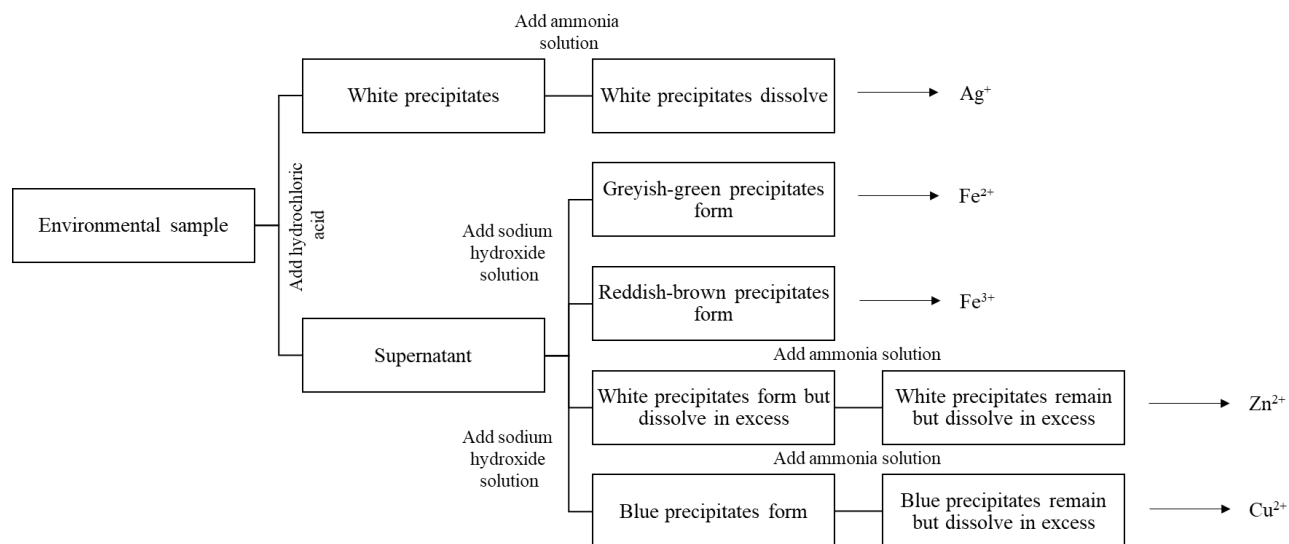 Add ammonia
solution
White precipitates
White precipitates dissolve
Ag⁺
Environmental sample
Add hydrochloric
acid
Greyish-green precipitates
form
Fe²⁺
Add sodium
hydroxide
solution
Reddish-brown precipitates
form
Fe³⁺
Supernatant
Add ammonia solution
White precipitates form but
dissolve in excess
White precipitates remain
but dissolve in excess
Zn²⁺
Add sodium
hydroxide
solution
Add ammonia solution
Blue precipitates form
Blue precipitates remain
but dissolve in excess
Cu²⁺